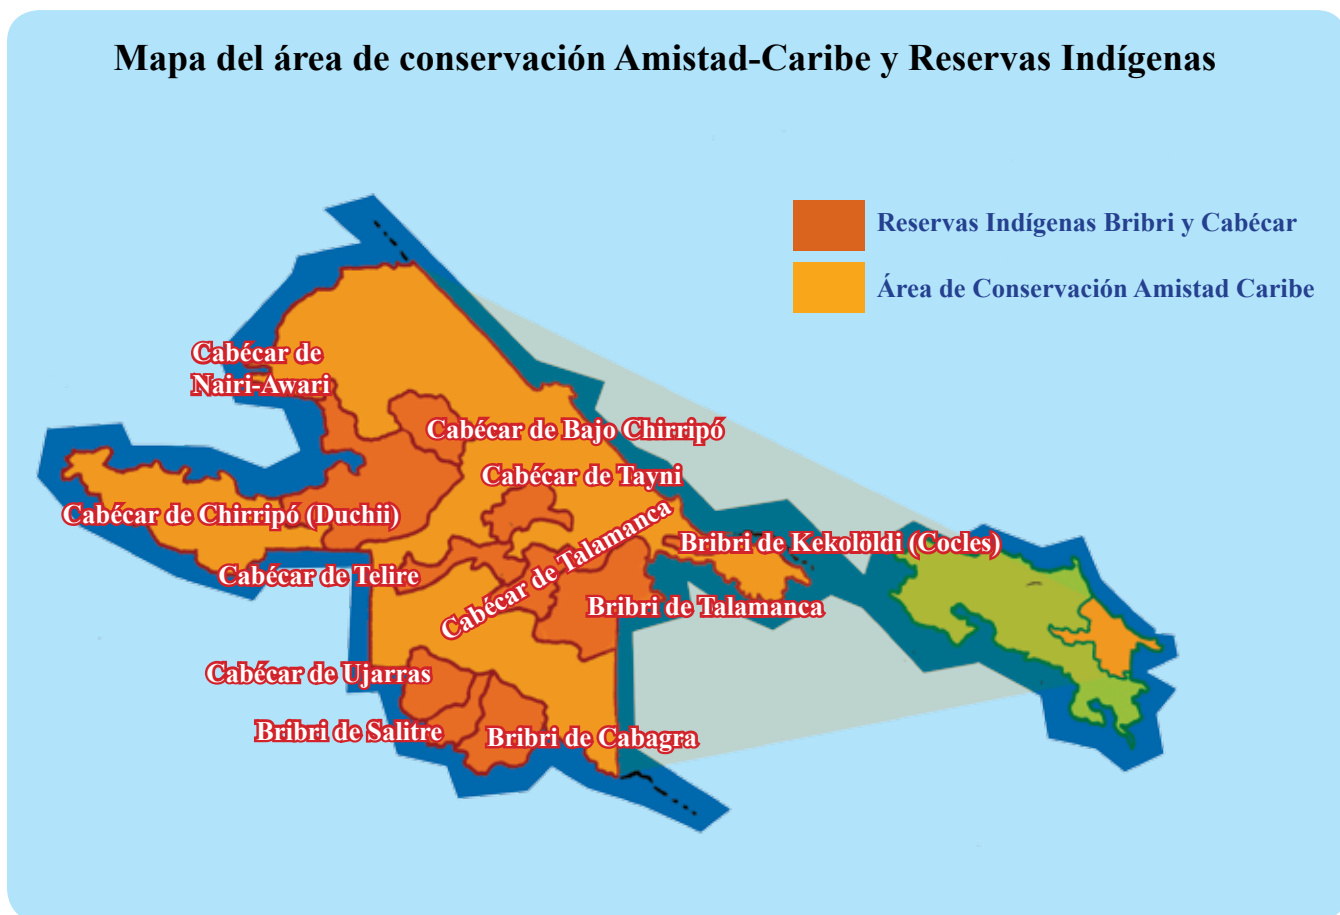 Mapa del área de conservación Amistad-Caribe y Reservas Indígenas
Reservas Indígenas Bribri y Cabécar
Área de Conservación Amistad Caribe
Cabécar de
Nairi-Awari
Cabécar de Bajo Chirripó
Cabécar de Tayni
Cabécar de Chirripó (Duchii)
Cabécar de Talamanca
Bribri de Kekolöldi (Cocles)
Cabécar de Telire
Bribri de Talamanca
Cabécar de Ujarras
Bribri de Salitre
Bribri de Cabagra